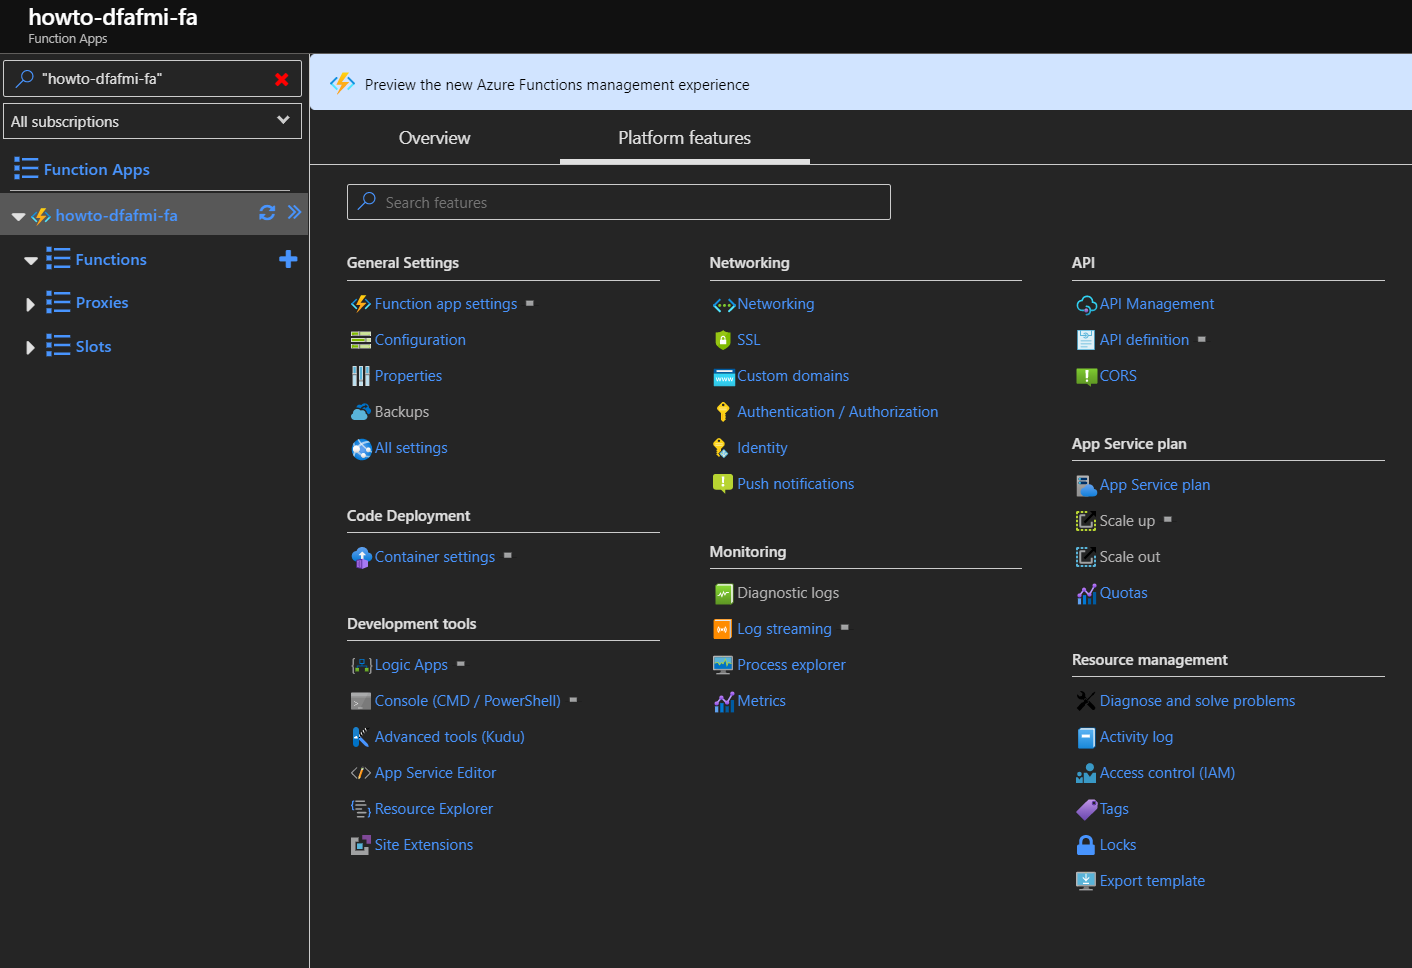 howto-dfafmi-fa
Function Apps
"howto-dfafmi-fa"
All subscriptions
Function Apps
howto-dfafmi-fa
Functions
Proxies
Slots
Preview the new Azure Functions management experience
Overview
Platform features
Search features
General Settings
Function app settings
Configuration
Properties
Backups
All settings
Code Deployment
Container settings
Development tools
Logic Apps
Console (CMD / PowerShell)
Advanced tools (Kudu)
App Service Editor
Resource Explorer
Site Extensions
Networking
Networking
SSL
Custom domains
Authentication / Authorization
Identity
Push notifications
Monitoring
Diagnostic logs
Log streaming
Process explorer
Metrics
API
API Management
API definition
CORS
App Service plan
App Service plan
Scale up
Scale out
Quotas
Resource management
Diagnose and solve problems
Activity log
Access control (IAM)
Tags
Locks
Export template